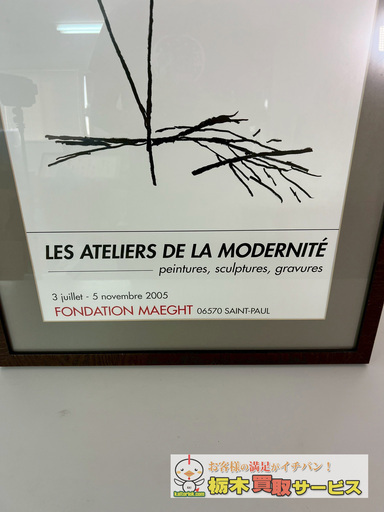 LES ATELIERS DE LA MODERNITÉ
peintures, sculptures, gravures
3 juillet - 5 novembre 2005
FONDATION MAEGHT 06570 SAINT-PAUL
お客様の満足がイチバン！
栃木買取サービス